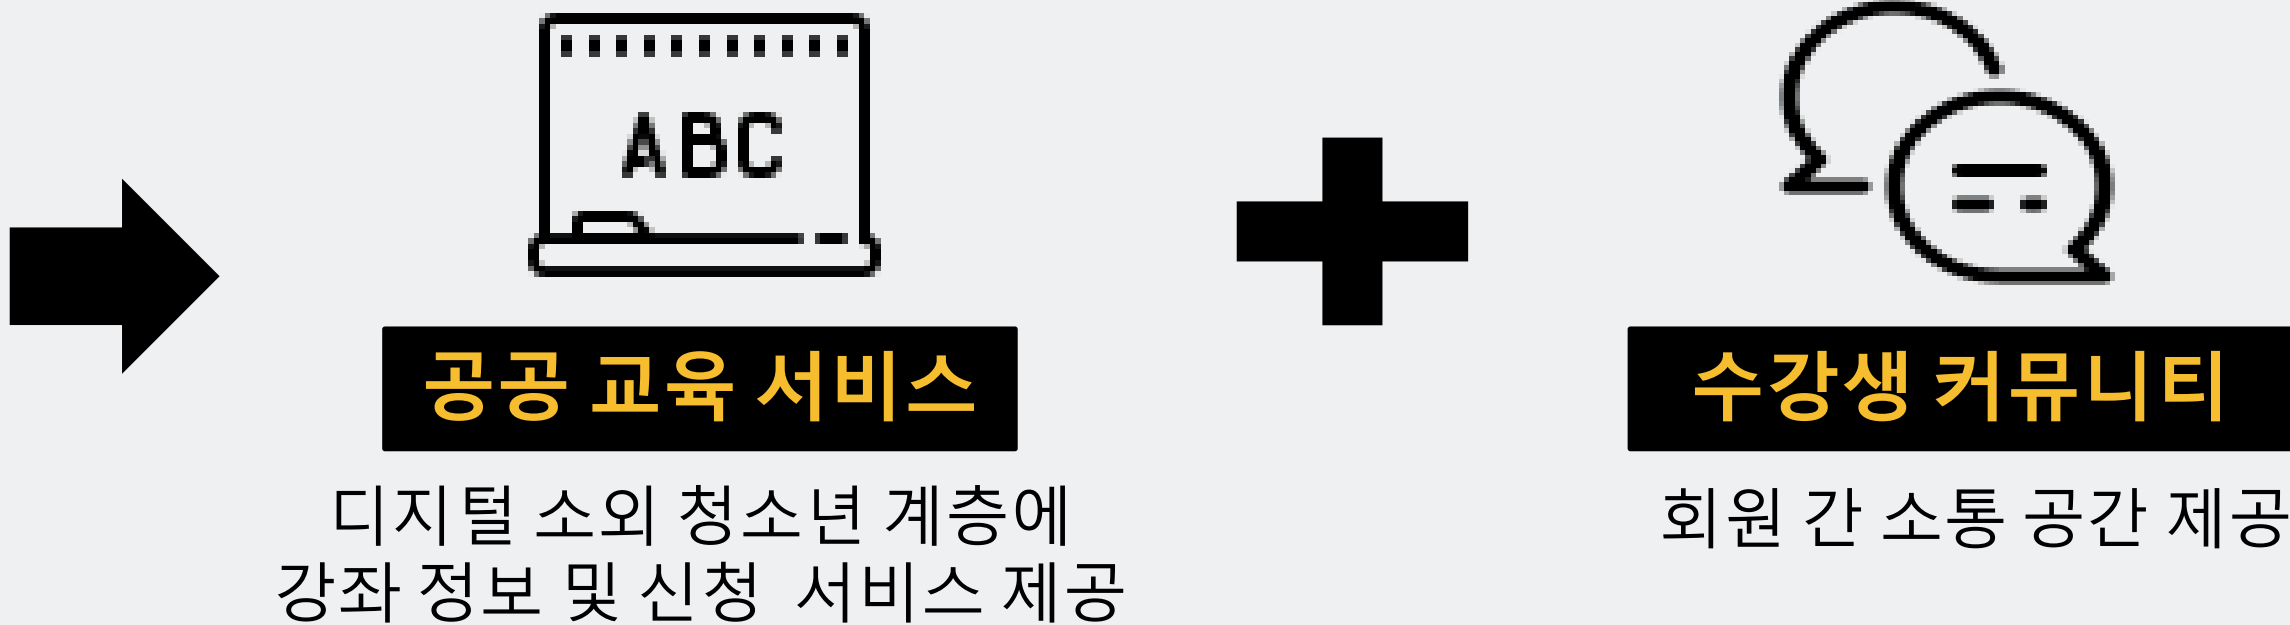 ABC
공공 교육 서비스
수강생 커뮤니티
디지털 소외 청소년 계층에
강좌 정보 및 신청 서비스 제공
회원 간 소통 공간 제공